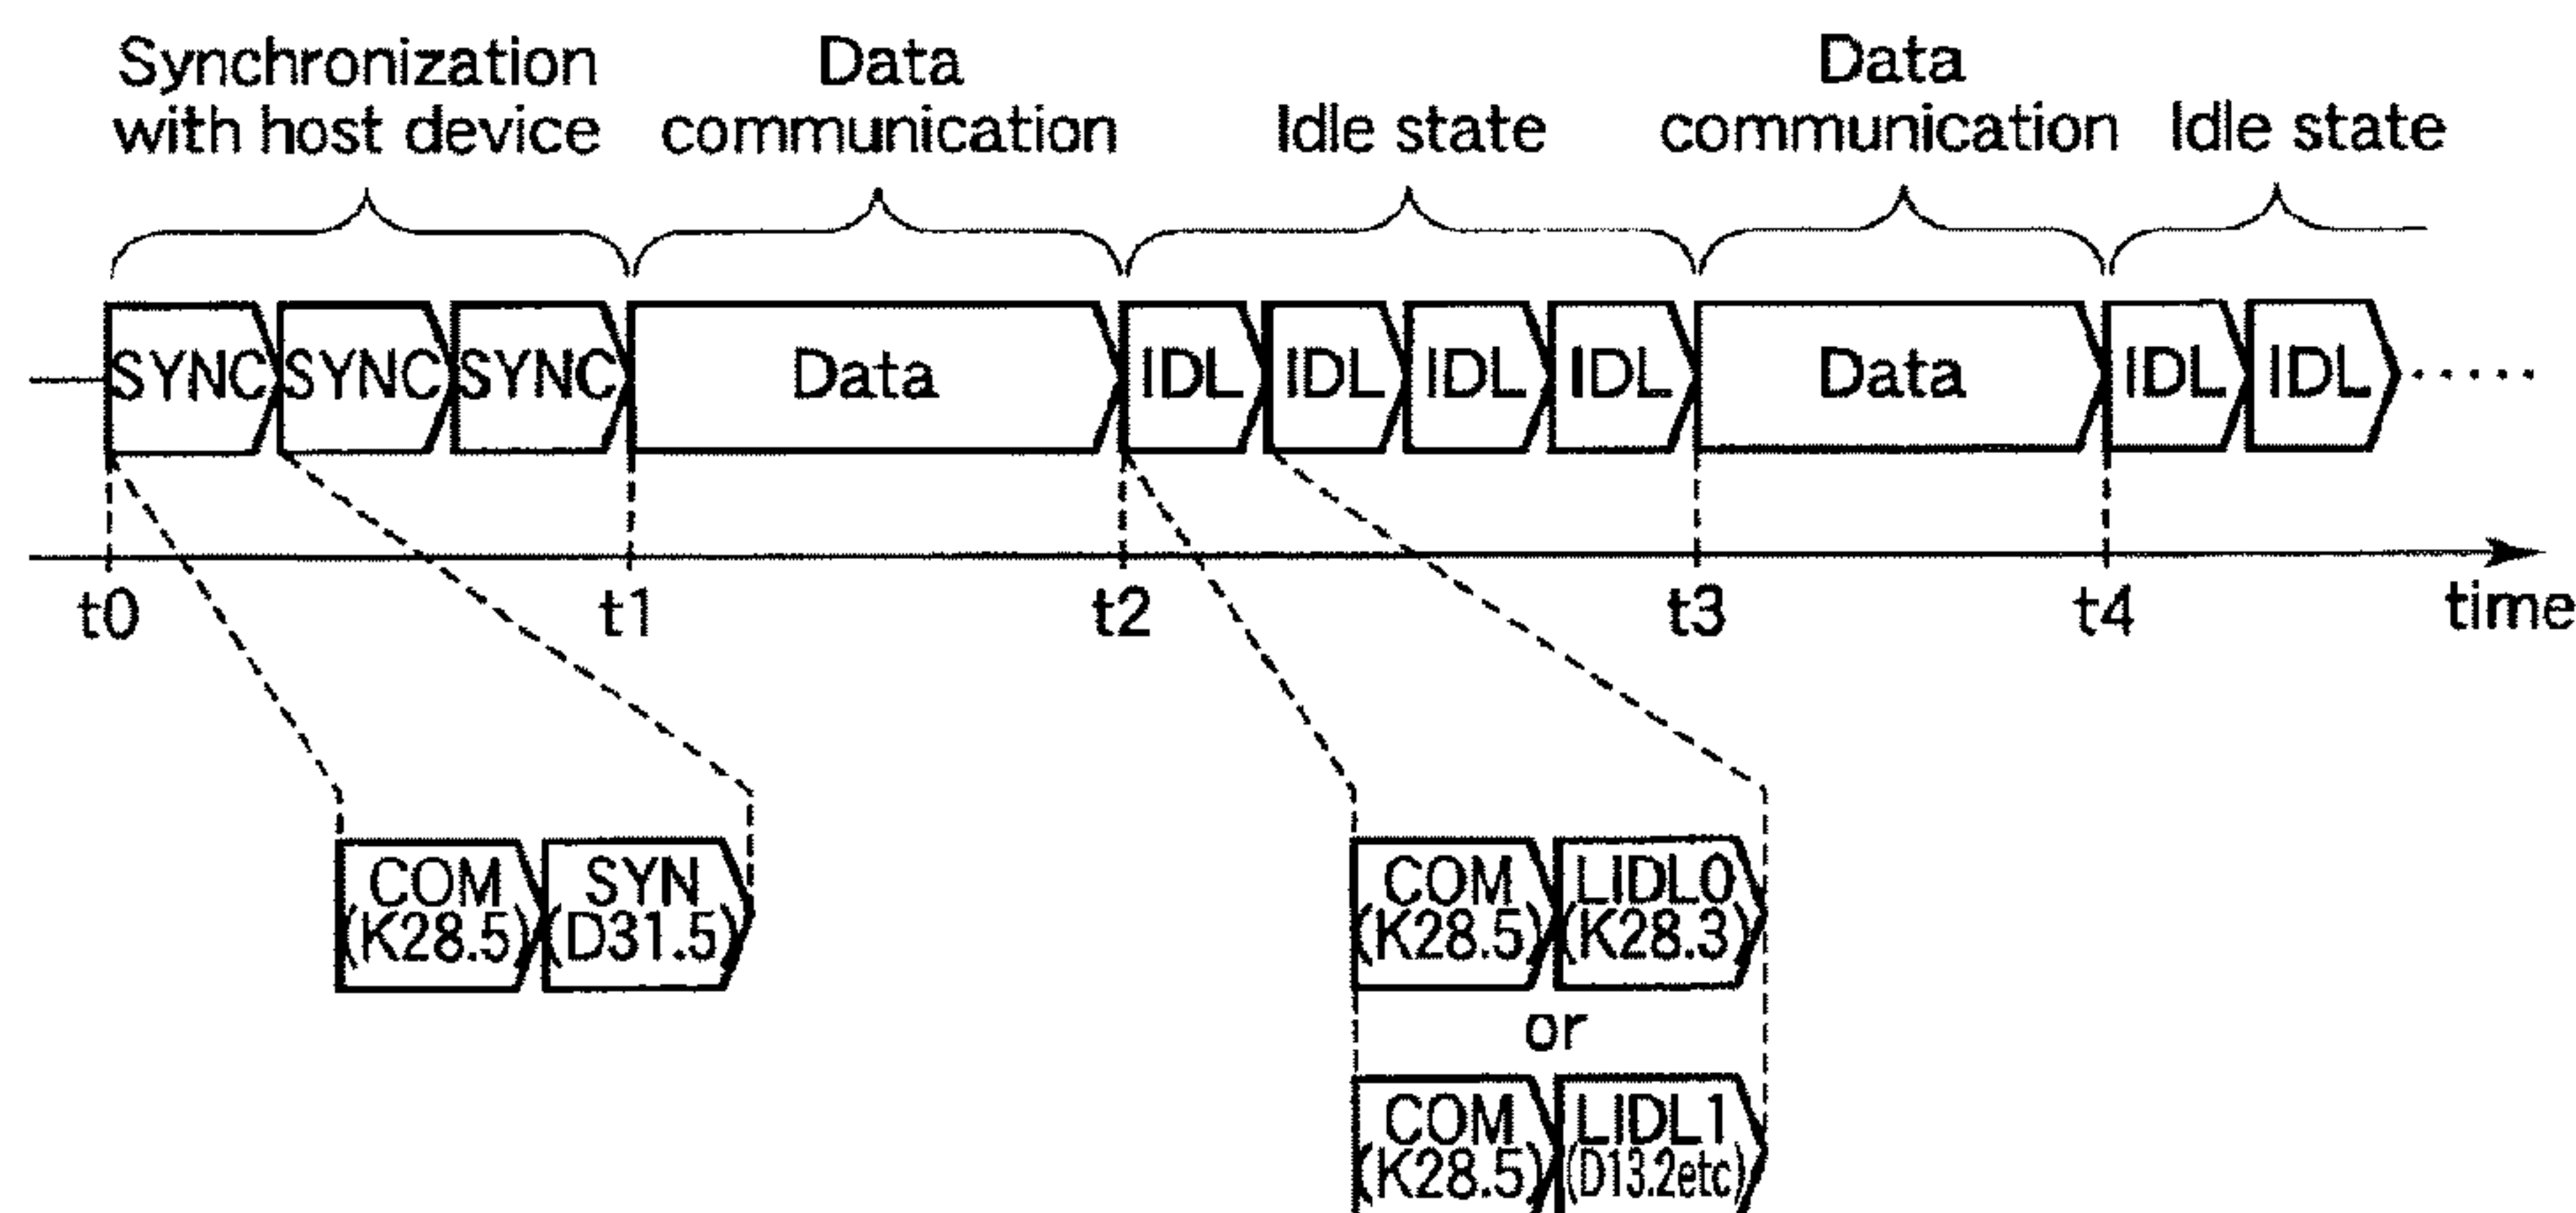 Synchronization
with host device
Data
communication
Idle state
Data
communication
Idle state
SYNC SYNC SYNC Data IDL IDL IDL IDL Data IDL IDL
t0 t1 t2 t3 t4 time
COM
(K28.5)
SYN
(D31.5)
COM
(K28.5)
LIDL0
(K28.3)
or
COM
(K28.5)
LIDL1
(D13.2etc)